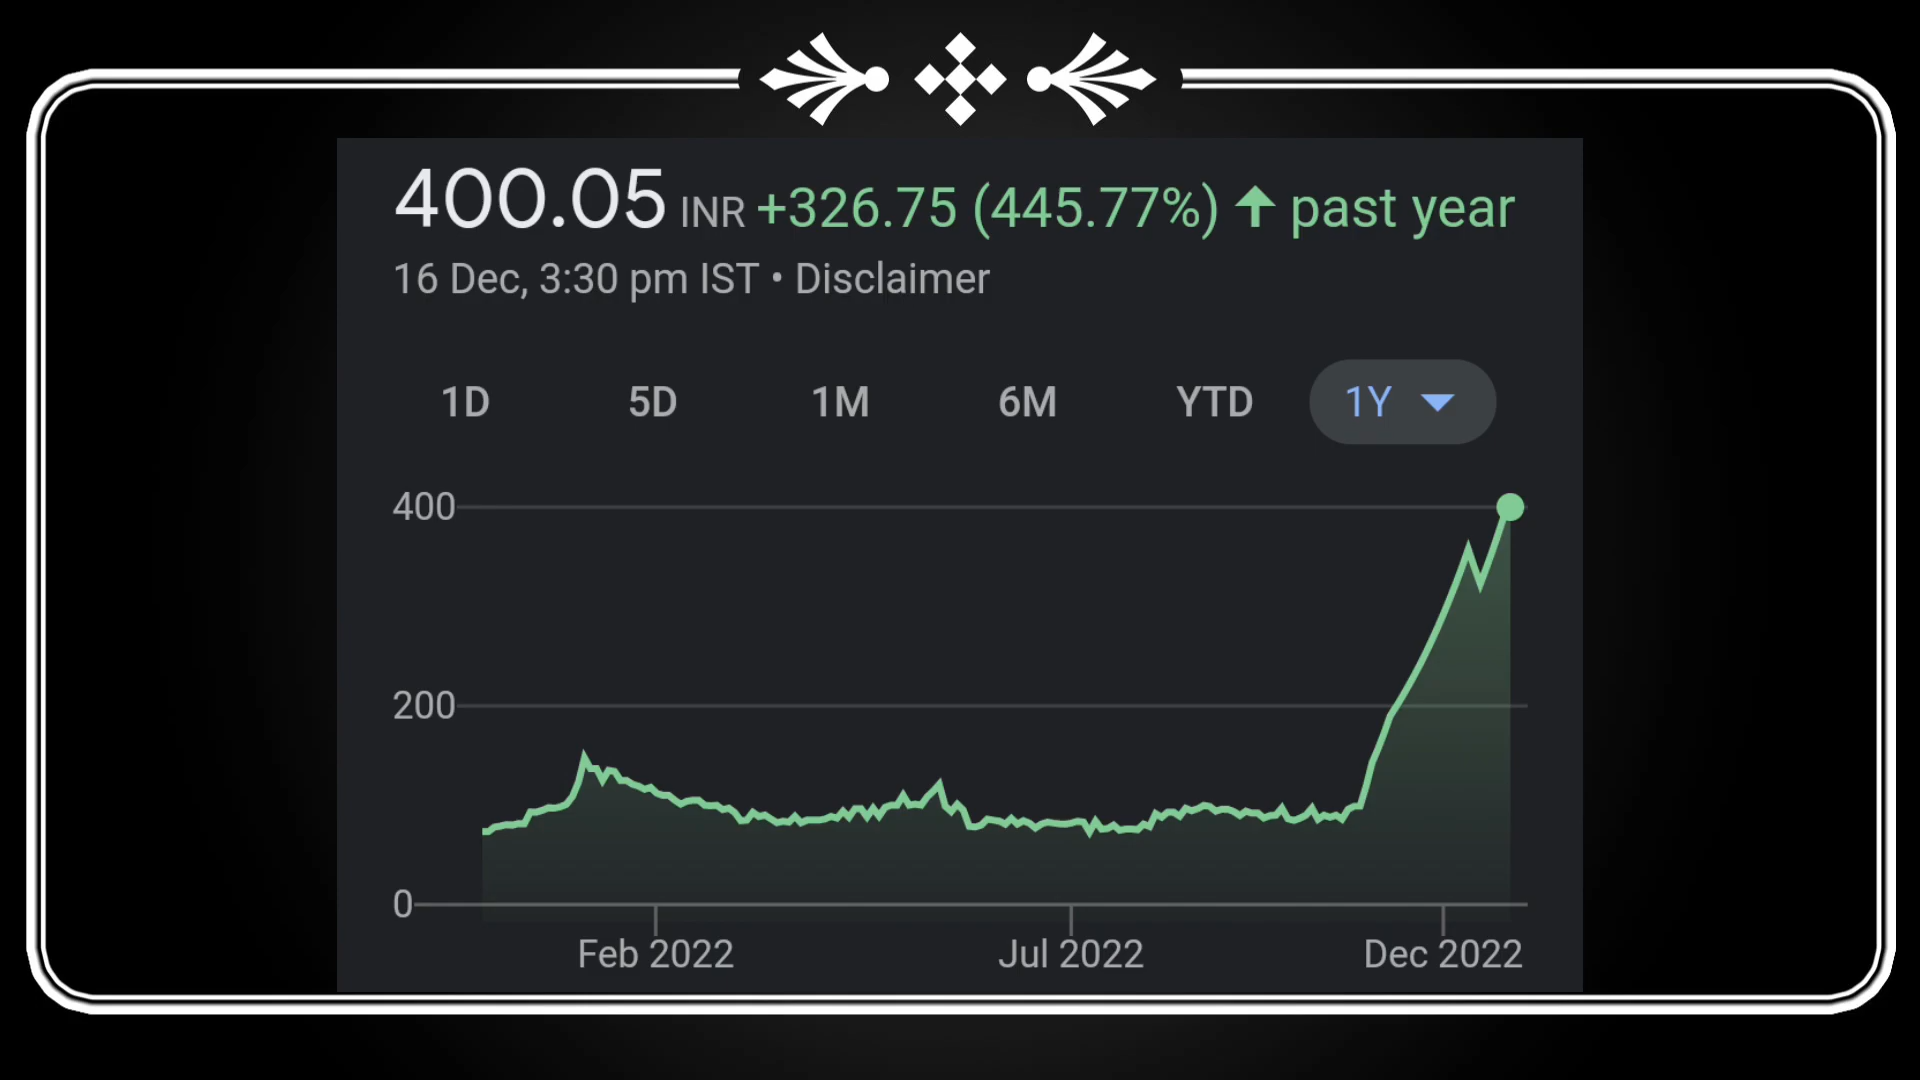 400.05 INR +326.75 (445.77%) ↑ past year
16 Dec, 3:30 pm IST • Disclaimer
1D 5D 1M 6M YTD 1Y
400
200
0
Feb 2022 Jul 2022 Dec 2022